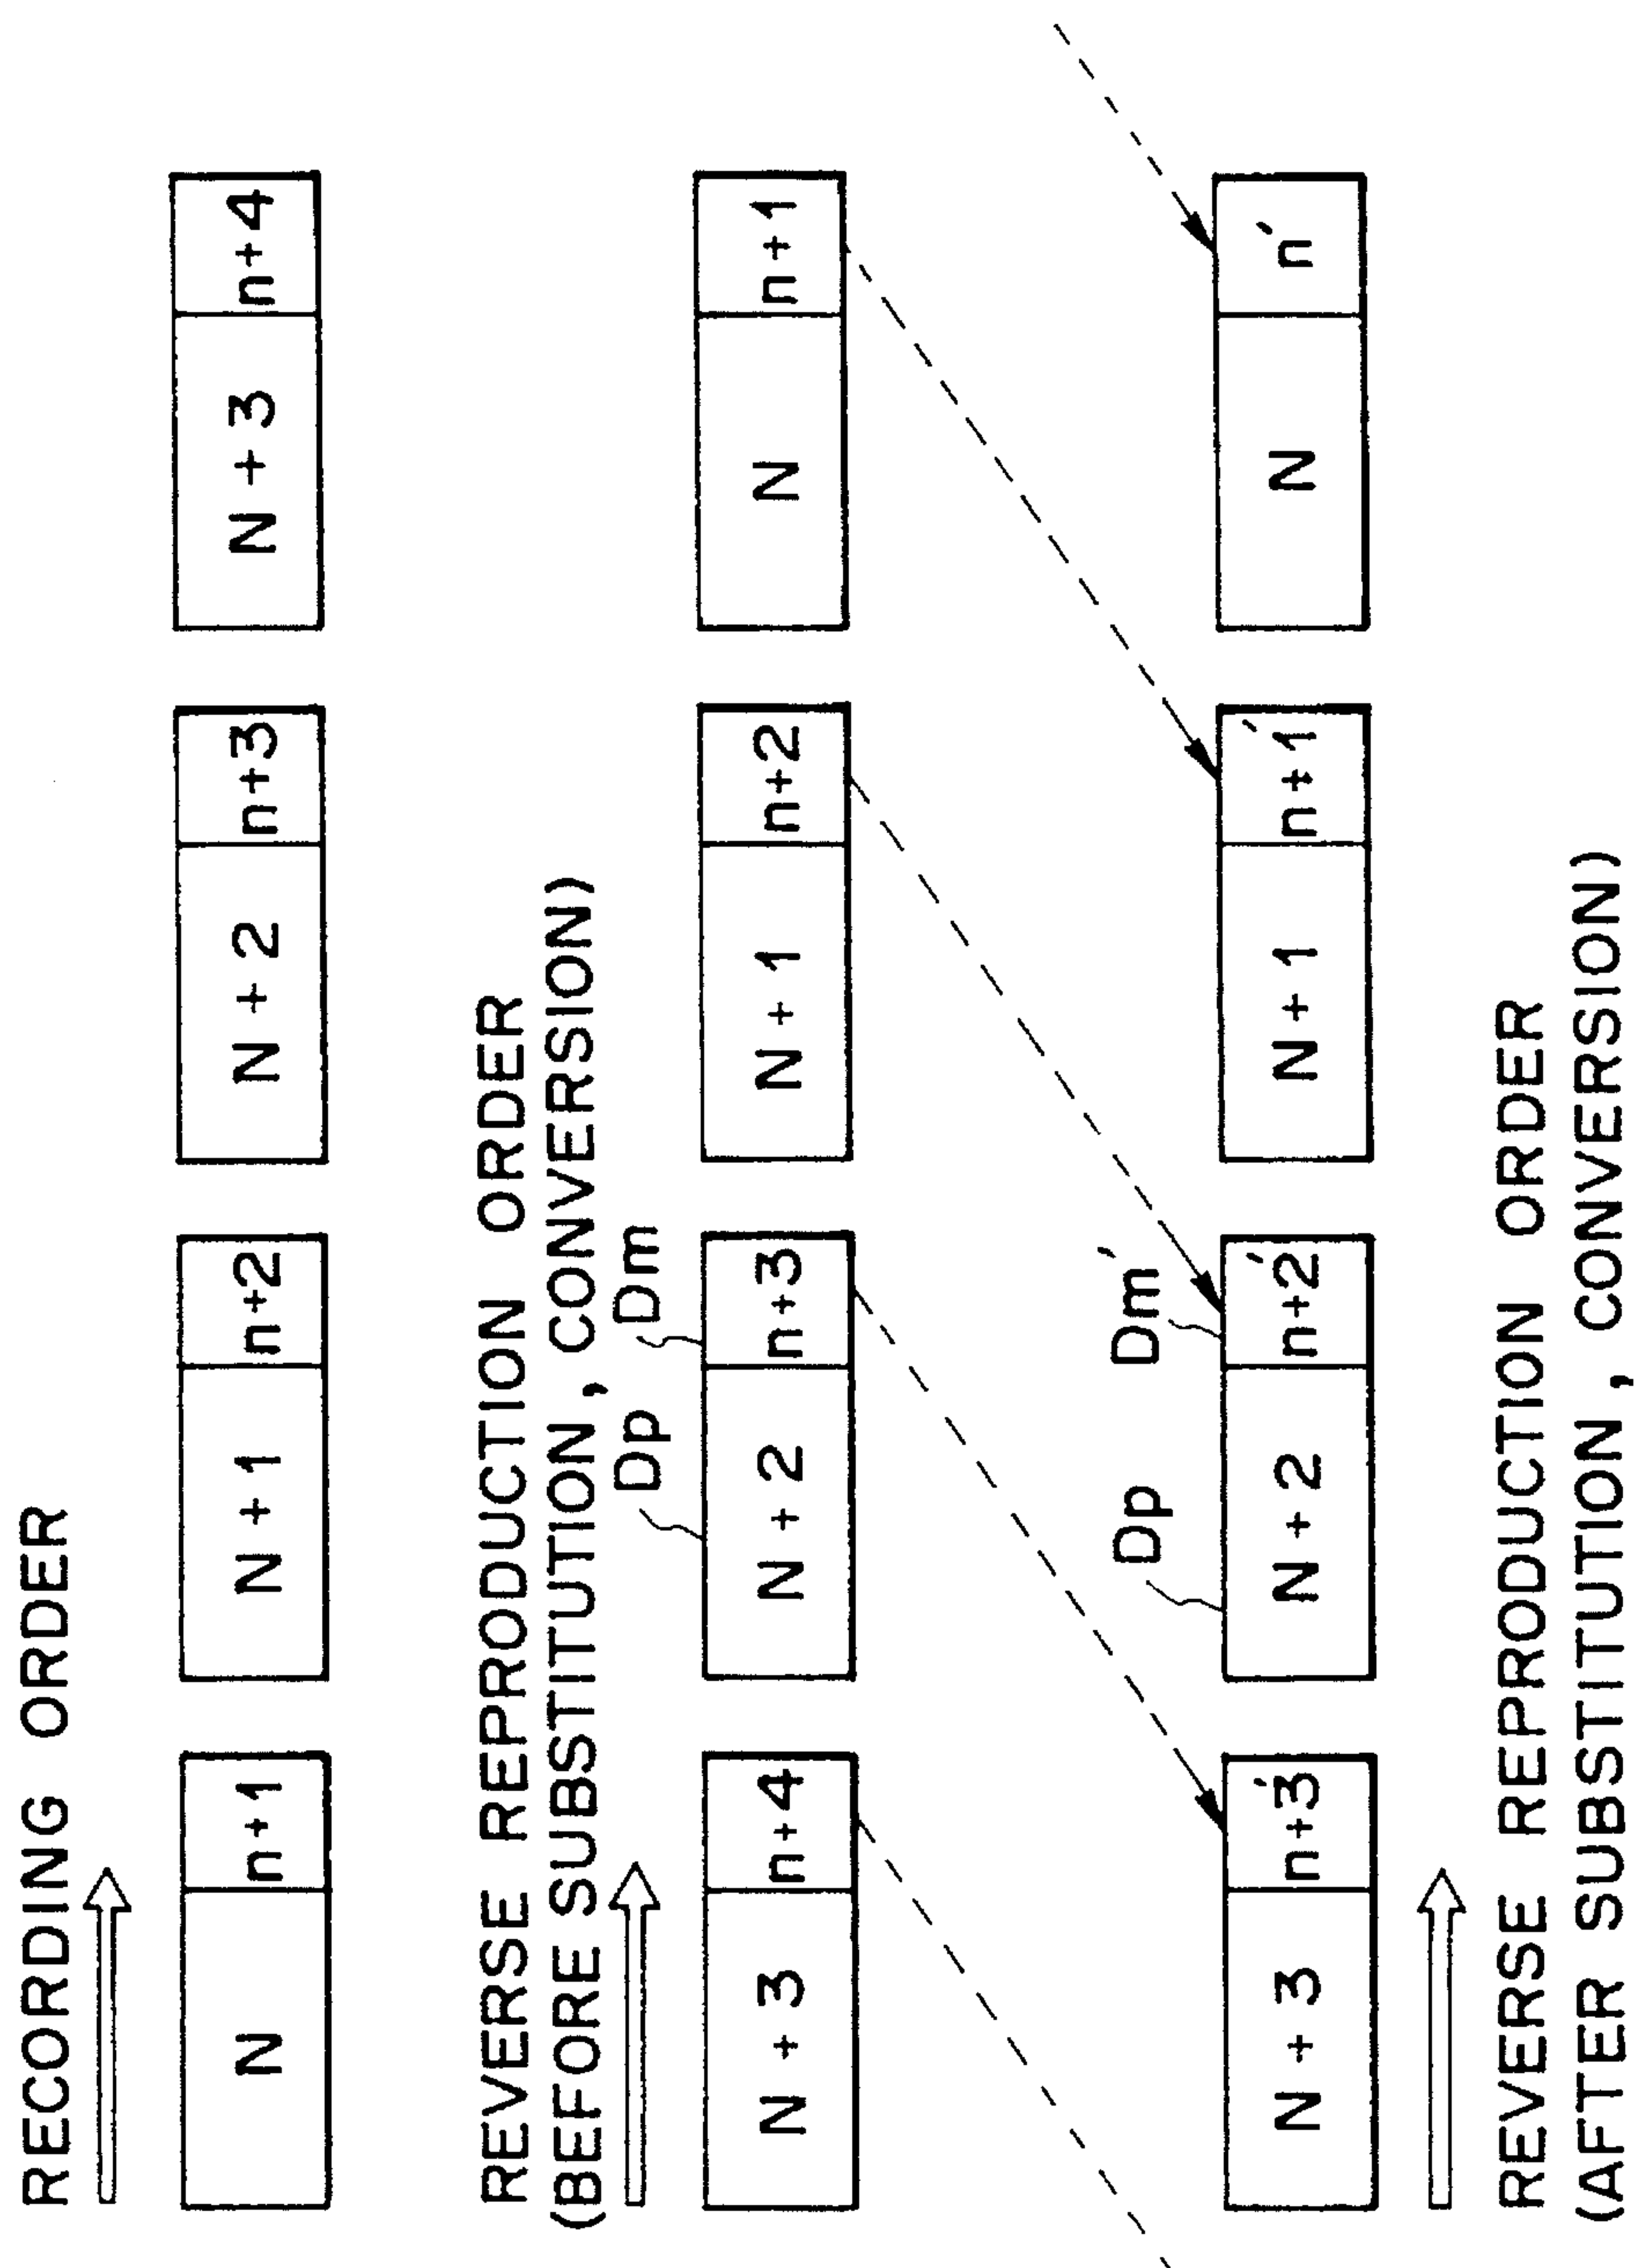 RECORDING ORDER
N n+1 N+1 n+2 N+2 n+3 N+3 n+4
REVERSE REPRODUCTION ORDER
(BEFORE SUBSTITUTION, CONVERSION)
Dp Dm
N+3 n+4 N+2 n+3 N+1 n+2 N n+1
Dp Dm'
N+3 n+3' N+2 n+2' N+1 n+1' N n'
REVERSE REPRODUCTION ORDER
(AFTER SUBSTITUTION, CONVERSION)